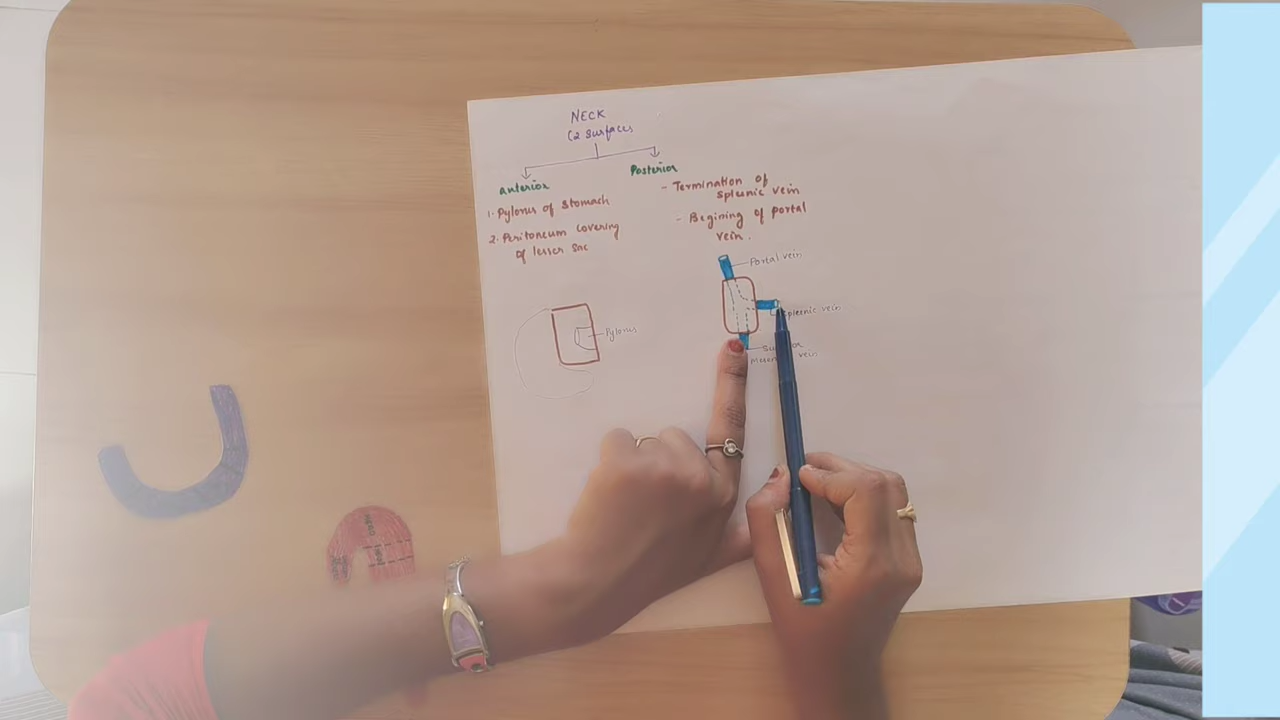 NECK
(2 surfaces
anterior
Posterior
1. Pylorus of stomach
2. Peritoneum covering
of lesser sac
- Termination of
splenic vein
- Begining of portal
vein.
Portal vein
Splenic vein
Pylorus
vein